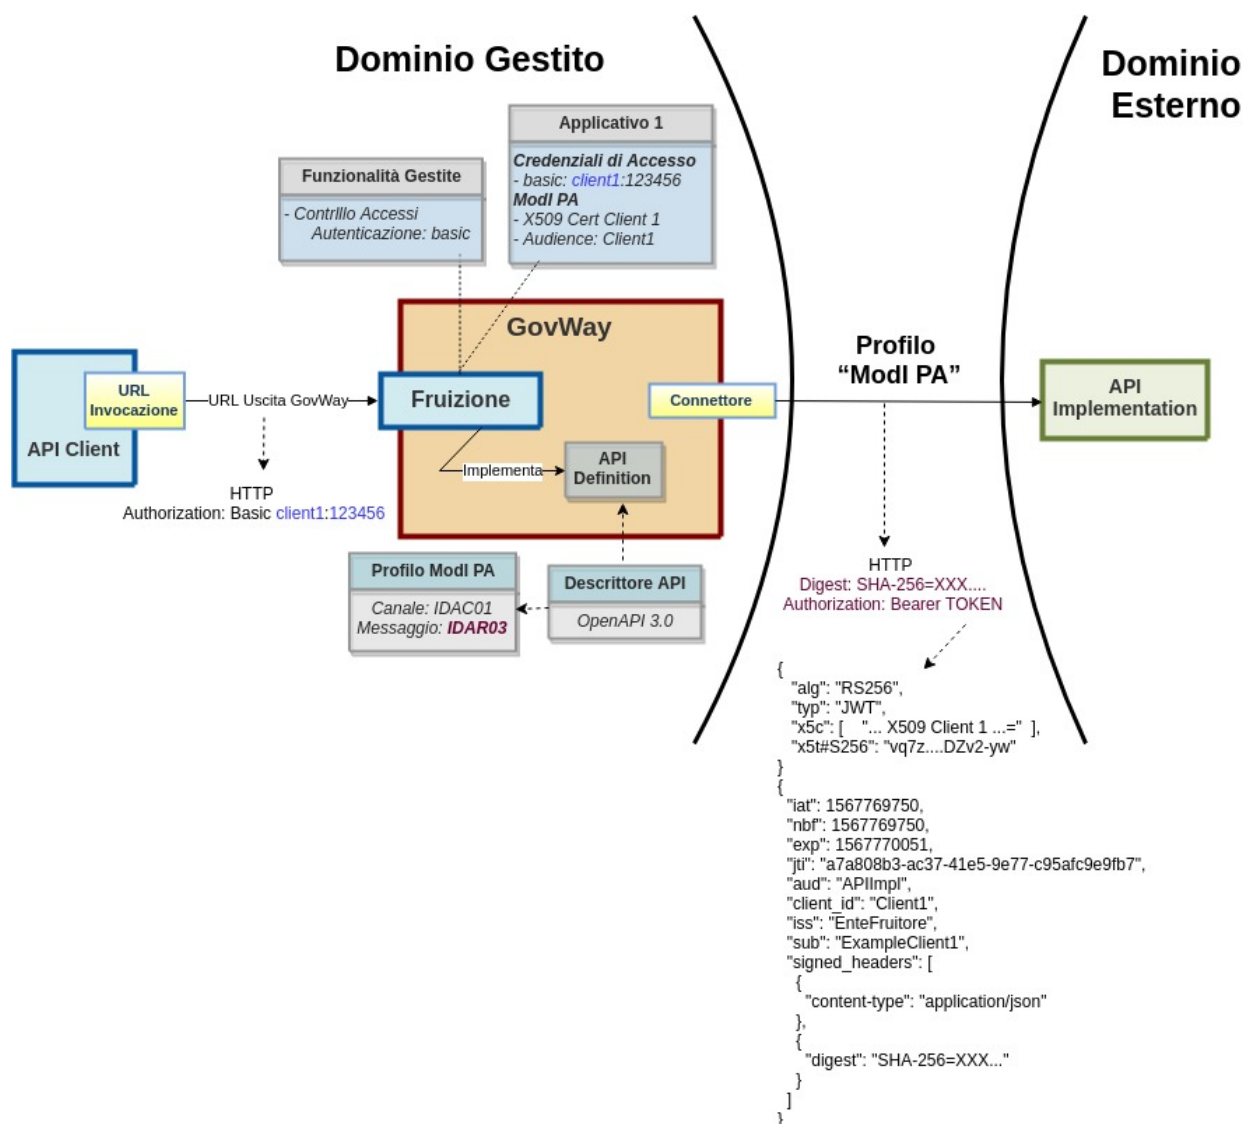 Dominio Gestito
Dominio
Esterno
Applicativo 1
Credenziali di Accesso
- basic: client1:123456
ModI PA
- X509 Cert Client 1
- Audience: Client1
Funzionalità Gestite
- Contrlllo Accessi
Autenticazione: basic
GovWay
Profilo
“ModI PA”
URL
Invocazione
API Client
URL Uscita GovWay
Fruizione
Connettore
API
Implementation
Implementa
API
Definition
HTTP
Authorization: Basic client1:123456
Profilo ModI PA
Canale: IDAC01
Messaggio: IDAR03
Descrittore API
OpenAPI 3.0
HTTP
Digest: SHA-256=XXX....
Authorization: Bearer TOKEN
{
"alg": "RS256",
"typ": "JWT",
"x5c": [ "... X509 Client 1 ...=" ],
"x5t#S256": "vq7z....DZv2-yw"
}
{
"iat": 1567769750,
"nbf": 1567769750,
"exp": 1567770051,
"jti": "a7a808b3-ac37-41e5-9e77-c95afc9e9fb7",
"aud": "APIImpl",
"client_id": "Client1",
"iss": "EnteFruitore",
"sub": "ExampleClient1",
"signed_headers": [
{
"content-type": "application/json"
},
{
"digest": "SHA-256=XXX..."
}
]
}